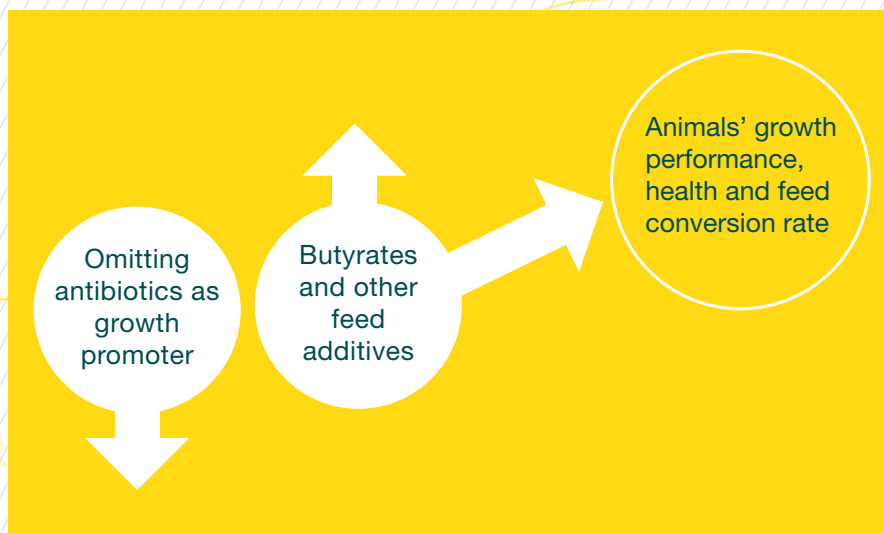 Omitting
antibiotics as
growth
promoter
Butyrates
and other
feed
additives
Animals’ growth
performance,
health and feed
conversion rate